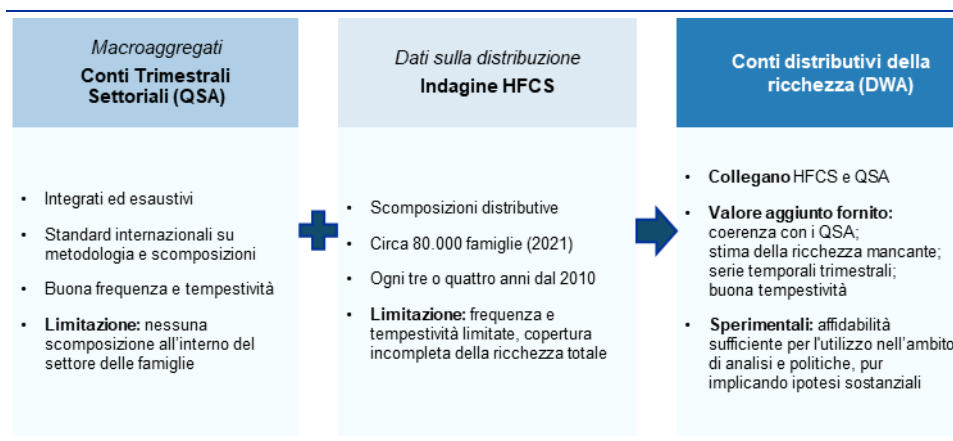 Macroaggregati
Conti Trimestrali
Settoriali (QSA)
• Integrati ed esaustivi
• Standard internazionali su
metodologia e scomposizioni
• Buona frequenza e tempestività
• Limitazione: nessuna
scomposizione all'interno del
settore delle famiglie
Dati sulla distribuzione
Indagine HFCS
• Scomposizioni distributive
• Circa 80.000 famiglie (2021)
• Ogni tre o quattro anni dal 2010
• Limitazione: frequenza e
tempestività limitate, copertura
incompleta della ricchezza totale
Conti distributivi della
ricchezza (DWA)
• Collegano HFCS e QSA
• Valore aggiunto fornito:
coerenza con i QSA;
stima della ricchezza mancante;
serie temporali trimestrali;
buona tempestività
• Sperimentali: affidabilità
sufficiente per l'utilizzo nell'ambito
di analisi e politiche, pur
implicando ipotesi sostanziali